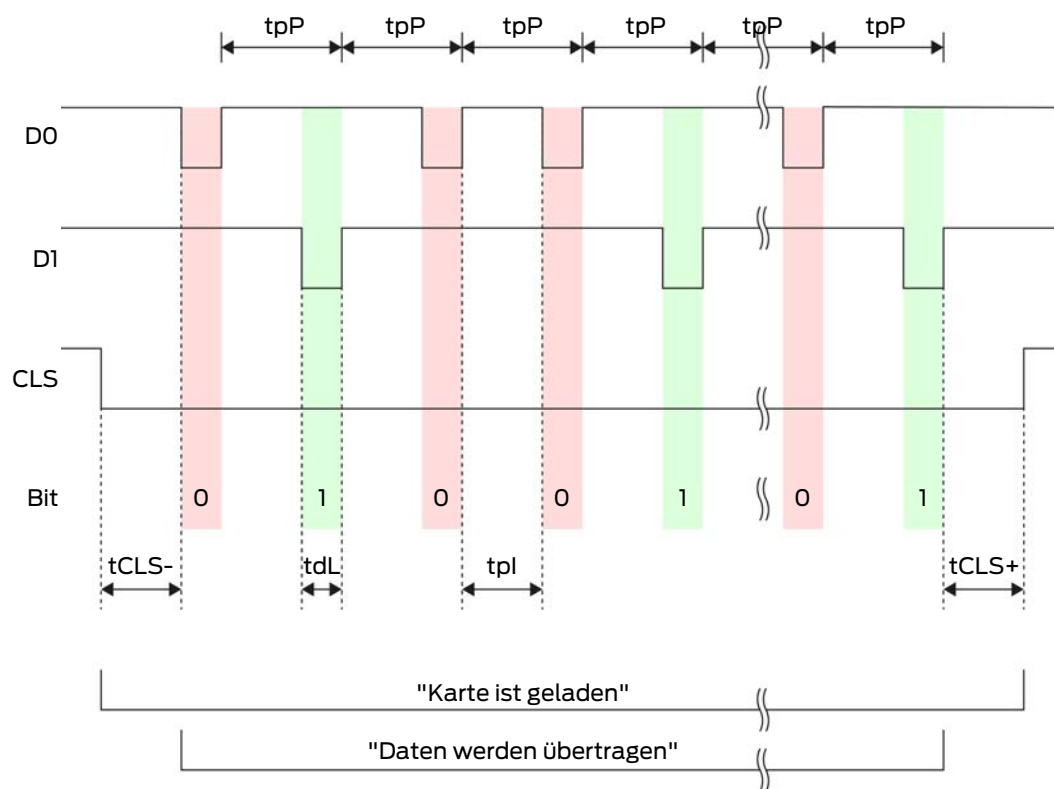 tpP tpP tpP tpP tpP tpP
D0
D1
CLS
Bit 0 1 0 0 1 0 1
tCLS- tdL tpI tCLS+
"Karte ist geladen"
"Daten werden übertragen"